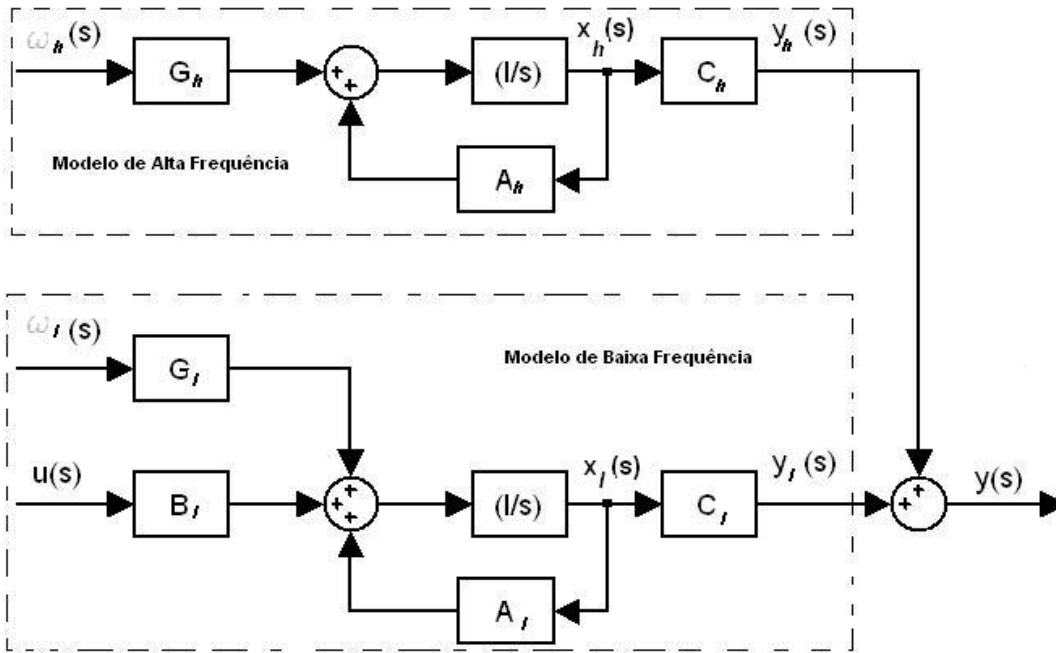 ωₕ(s)
Gₕ
+
+
(I/s)
xₕ(s)
Cₕ
yₕ(s)
Aₕ
Modelo de Alta Frequência
ωₗ(s)
Gₗ
Modelo de Baixa Frequência
u(s)
Bₗ
+
+
+
(I/s)
xₗ(s)
Cₗ
yₗ(s)
+
+
y(s)
Aₗ